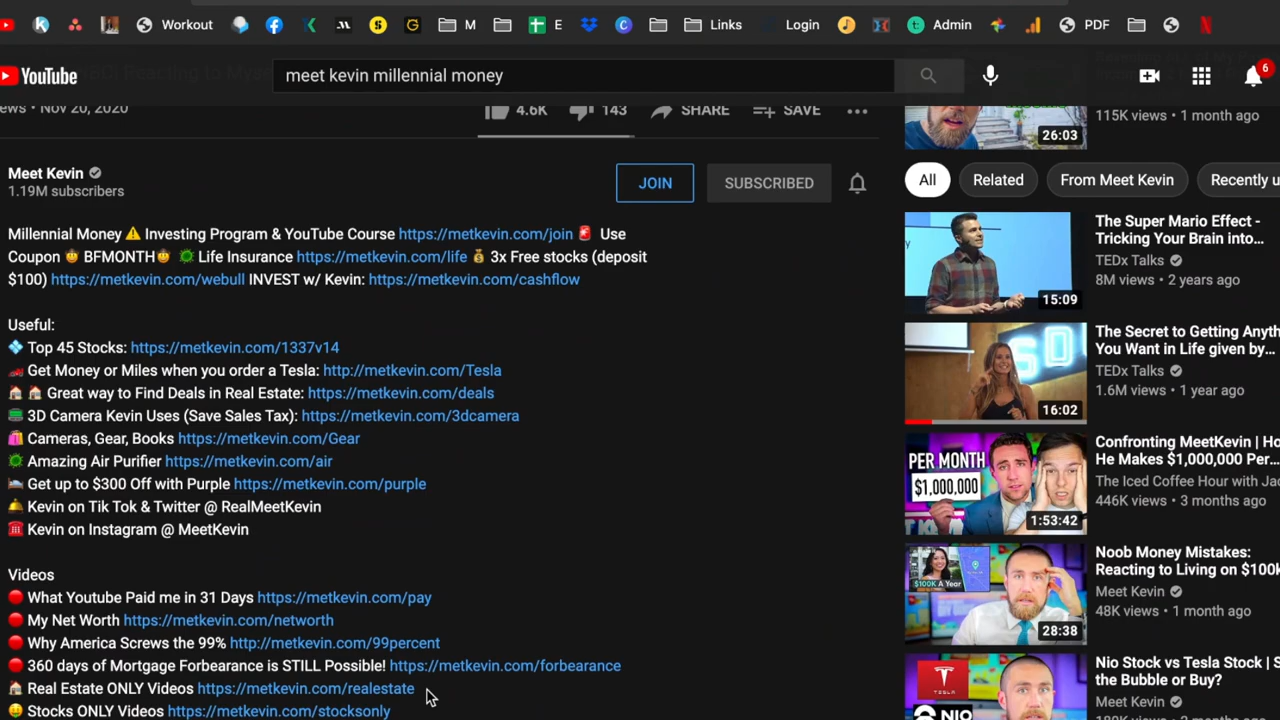 Workout
M
E
Links
Login
Admin
PDF
YouTube
meet kevin millennial money
6
Nov 20, 2020
4.6K
143
SHARE
SAVE
26:03
115K views • 1 month ago
Meet Kevin
1.19M subscribers
JOIN
SUBSCRIBED
All
Related
From Meet Kevin
Recently u
Millennial Money ⚠️ Investing Program & YouTube Course https://metkevin.com/join 🚨 Use
Coupon 🤠 BFMONTH🤠 Life Insurance https://metkevin.com/life 💰 3x Free stocks (deposit
$100) https://metkevin.com/webull INVEST w/ Kevin: https://metkevin.com/cashflow
Useful:
💠 Top 45 Stocks: https://metkevin.com/1337v14
🏎️ Get Money or Miles when you order a Tesla: http://metkevin.com/Tesla
🏠 🏠 Great way to Find Deals in Real Estate: https://metkevin.com/deals
3D Camera Kevin Uses (Save Sales Tax): https://metkevin.com/3dcamera
🛍️ Cameras, Gear, Books https://metkevin.com/Gear
Amazing Air Purifier https://metkevin.com/air
🛏️ Get up to $300 Off with Purple https://metkevin.com/purple
Kevin on Tik Tok & Twitter @ RealMeetKevin
☎️ Kevin on Instagram @ MeetKevin
Videos
🔴 What Youtube Paid me in 31 Days https://metkevin.com/pay
🔴 My Net Worth https://metkevin.com/networth
🔴 Why America Screws the 99% http://metkevin.com/99percent
🔴 360 days of Mortgage Forbearance is STILL Possible! https://metkevin.com/forbearance
🏠 Real Estate ONLY Videos https://metkevin.com/realestate
🤑 Stocks ONLY Videos https://metkevin.com/stocksonly
15:09
The Super Mario Effect -
Tricking Your Brain into...
TEDx Talks
8M views • 2 years ago
16:02
The Secret to Getting Anyth
You Want in Life given by...
TEDx Talks
1.6M views • 1 year ago
PER MONTH
$1,000,000
1:53:42
Confronting MeetKevin | Ho
He Makes $1,000,000 Per...
The Iced Coffee Hour with Ja
446K views • 3 months ago
$100K A Year
28:38
Noob Money Mistakes:
Reacting to Living on $100K
Meet Kevin
48K views • 1 month ago
TESLA
NIO
Nio Stock vs Tesla Stock |
the Bubble or Buy?
Meet Kevin